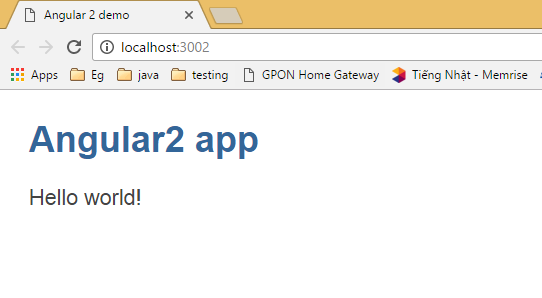 Angular 2 demo
localhost:3002
Apps Eg java testing GPON Home Gateway Tiếng Nhật - Memrise
Angular2 app
Hello world!